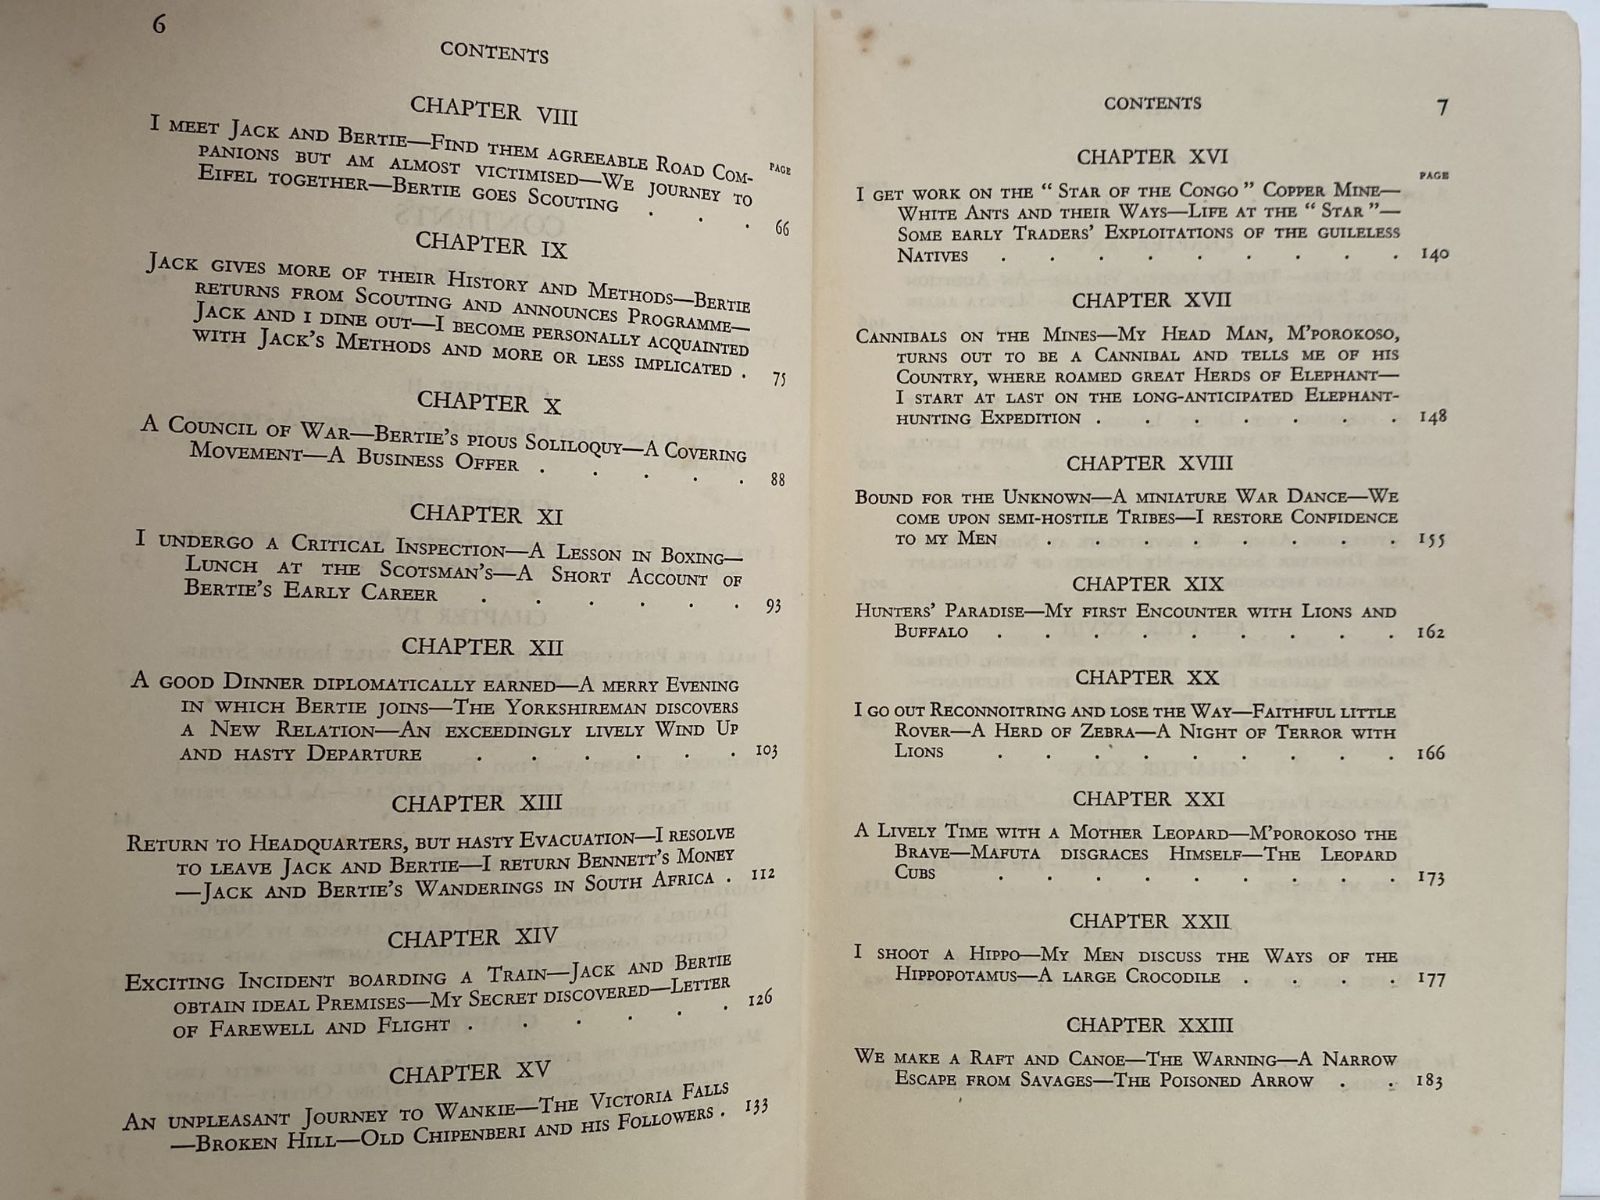 6
CONTENTS
CHAPTER VIII
PAGE
I MEET JACK AND BERTIE—FIND THEM AGREEABLE ROAD COM-
PANIONS BUT AM ALMOST VICTIMISED—WE JOURNEY TO
EIFEL TOGETHER—BERTIE GOES SCOUTING . . . 66
CHAPTER IX
JACK GIVES MORE OF THEIR HISTORY AND METHODS—BERTIE
RETURNS FROM SCOUTING AND ANNOUNCES PROGRAMME—
JACK AND I DINE OUT—I BECOME PERSONALLY ACQUAINTED
WITH JACK'S METHODS AND MORE OR LESS IMPLICATED . 75
CHAPTER X
A COUNCIL OF WAR—BERTIE'S PIOUS SOLILOQUY—A COVERING
MOVEMENT—A BUSINESS OFFER . . . . . 88
CHAPTER XI
I UNDERGO A CRITICAL INSPECTION—A LESSON IN BOXING—
LUNCH AT THE SCOTSMAN'S—A SHORT ACCOUNT OF
BERTIE'S EARLY CAREER . . . . . . 93
CHAPTER XII
A GOOD DINNER DIPLOMATICALLY EARNED—A MERRY EVENING
IN WHICH BERTIE JOINS—THE YORKSHIREMAN DISCOVERS
A NEW RELATION—AN EXCEEDINGLY LIVELY WIND UP
AND HASTY DEPARTURE . . . . . . 103
CHAPTER XIII
RETURN TO HEADQUARTERS, BUT HASTY EVACUATION—I RESOLVE
TO LEAVE JACK AND BERTIE—I RETURN BENNETT'S MONEY
—JACK AND BERTIE'S WANDERINGS IN SOUTH AFRICA . 112
CHAPTER XIV
EXCITING INCIDENT BOARDING A TRAIN—JACK AND BERTIE
OBTAIN IDEAL PREMISES—MY SECRET DISCOVERED—LETTER
OF FAREWELL AND FLIGHT . . . . . . 126
CHAPTER XV
AN UNPLEASANT JOURNEY TO WANKIE—THE VICTORIA FALLS
—BROKEN HILL—OLD CHIPENBERI AND HIS FOLLOWERS . 133
CONTENTS 7
CHAPTER XVI
PAGE
I GET WORK ON THE "STAR OF THE CONGO" COPPER MINE—
WHITE ANTS AND THEIR WAYS—LIFE AT THE "STAR"—
SOME EARLY TRADERS' EXPLOITATIONS OF THE GUILELESS
NATIVES . . . . . . . . . 140
CHAPTER XVII
CANNIBALS ON THE MINES—MY HEAD MAN, M'POROKOSO,
TURNS OUT TO BE A CANNIBAL AND TELLS ME OF HIS
COUNTRY, WHERE ROAMED GREAT HERDS OF ELEPHANT—
I START AT LAST ON THE LONG-ANTICIPATED ELEPHANT-
HUNTING EXPEDITION . . . . . . . 148
CHAPTER XVIII
BOUND FOR THE UNKNOWN—A MINIATURE WAR DANCE—WE
COME UPON SEMI-HOSTILE TRIBES—I RESTORE CONFIDENCE
TO MY MEN . . . . . . . . 155
CHAPTER XIX
HUNTERS' PARADISE—MY FIRST ENCOUNTER WITH LIONS AND
BUFFALO . . . . . . . . . 162
CHAPTER XX
I GO OUT RECONNOITRING AND LOSE THE WAY—FAITHFUL LITTLE
ROVER—A HERD OF ZEBRA—A NIGHT OF TERROR WITH
LIONS . . . . . . . . . 166
CHAPTER XXI
A LIVELY TIME WITH A MOTHER LEOPARD—M'POROKOSO THE
BRAVE—MAFUTA DISGRACES HIMSELF—THE LEOPARD
CUBS . . . . . . . . . 173
CHAPTER XXII
I SHOOT A HIPPO—MY MEN DISCUSS THE WAYS OF THE
HIPPOPOTAMUS—A LARGE CROCODILE . . . . 177
CHAPTER XXIII
WE MAKE A RAFT AND CANOE—THE WARNING—A NARROW
ESCAPE FROM SAVAGES—THE POISONED ARROW . . 183